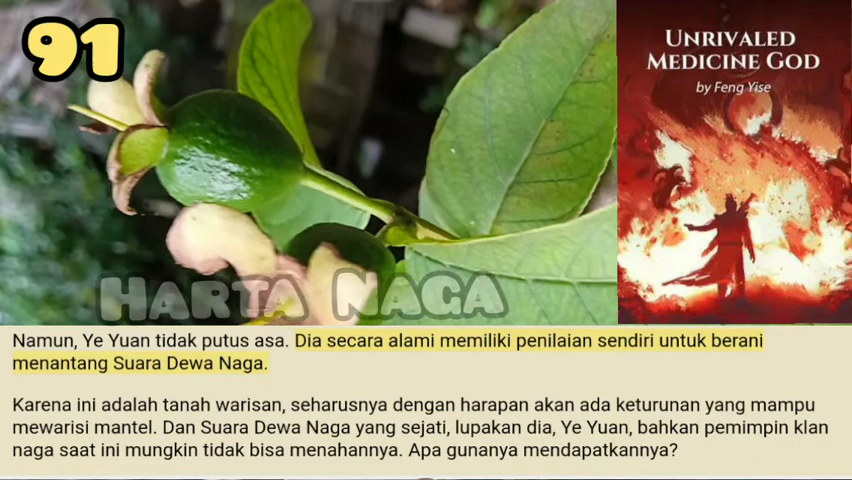 91
UNRIVALED
MEDICINE GOD
by Feng Yise
HARTA NAGA
Namun, Ye Yuan tidak putus asa. Dia secara alami memiliki penilaian sendiri untuk berani
menantang Suara Dewa Naga.
Karena ini adalah tanah warisan, seharusnya dengan harapan akan ada keturunan yang mampu
mewarisi mantel. Dan Suara Dewa Naga yang sejati, lupakan dia, Ye Yuan, bahkan pemimpin klan
naga saat ini mungkin tidak bisa menahannya. Apa gunanya mendapatkannya?